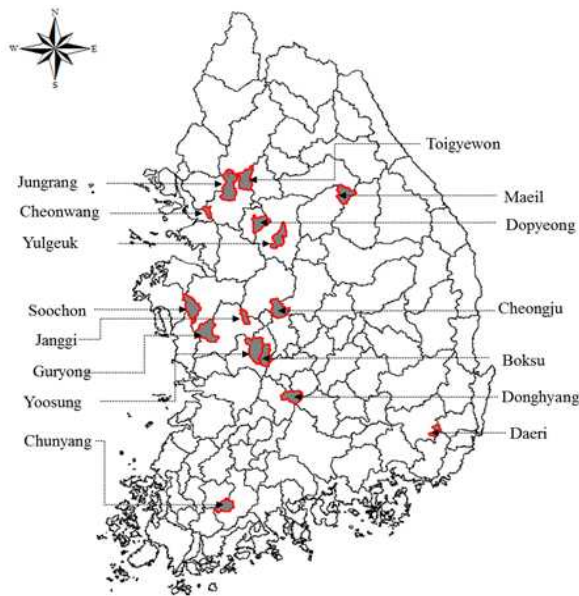 N
W
E
S
Toigyewon
Jungrang
Maeil
Cheonwang
Dopyeong
Yulgeuk
Soochon
Cheongju
Janggi
Guryong
Boksu
Yoosung
Donghyang
Chunyang
Daeri